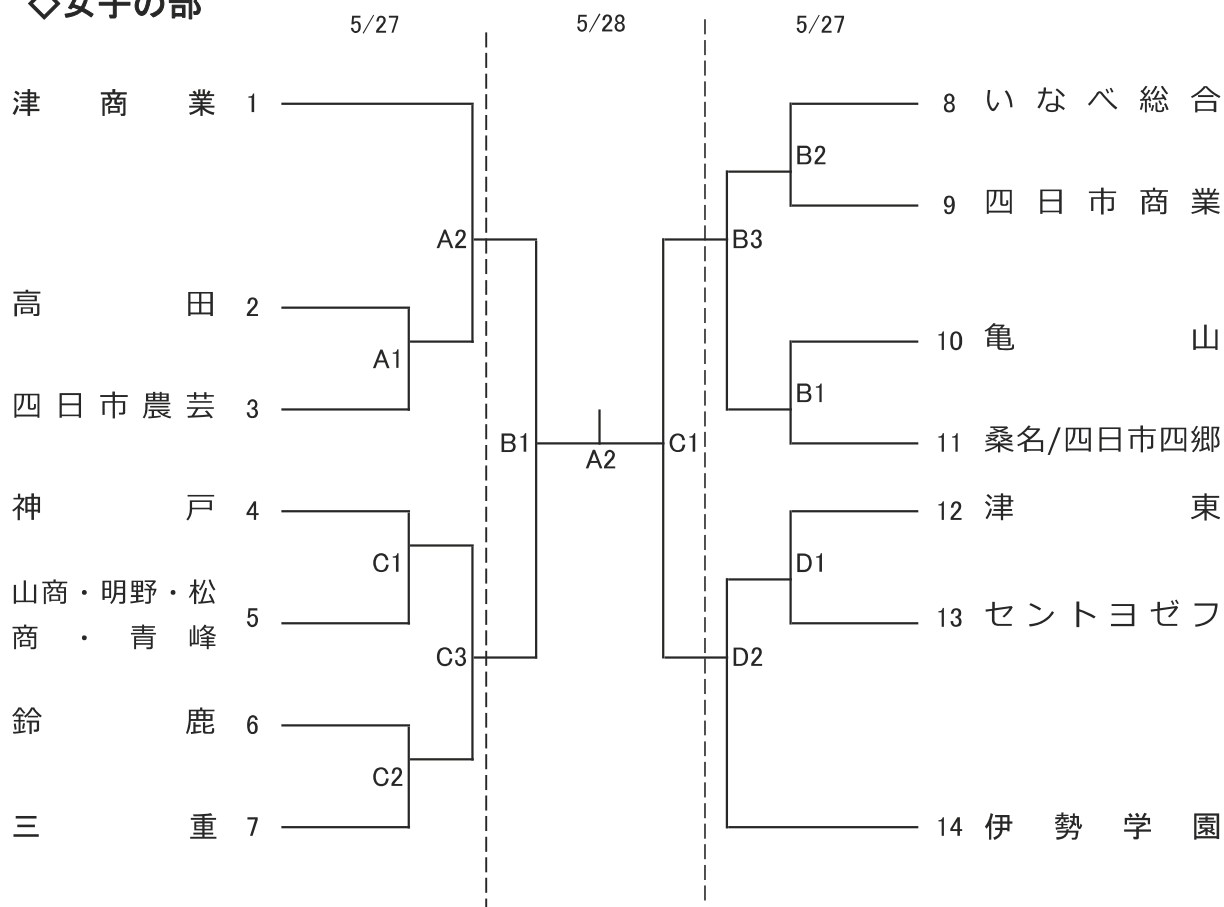 ◇女子の部
5/27
5/28
5/27
津商業 1
高田 2
四日市農芸 3
神戸 4
山商・明野・松
商・青峰
5
鈴鹿 6
三重 7
A2
A1
C1
C3
C2
B1
A2
C1
B2
B3
B1
D1
D2
8 いなべ総合
9 四日市商業
10 亀山
11 桑名/四日市四郷
12 津東
13 セントヨゼフ
14 伊勢学園